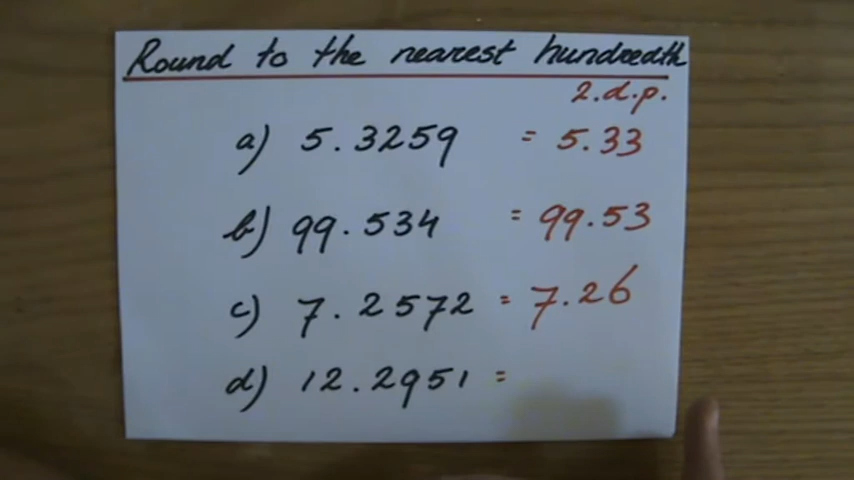 Round to the nearest hundredth
2.d.p.
a) 5.3259 = 5.33
b) 99.534 = 99.53
c) 7.2572 = 7.26
d) 12.2951 =